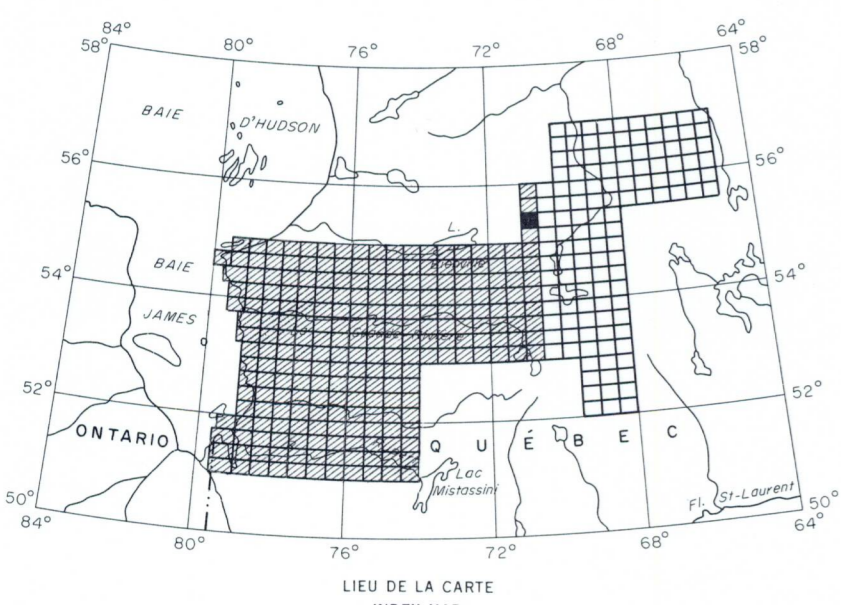 84° 80° 76° 72° 68° 64°
58° 58°
BAIE
D'HUDSON
56° 56°
L.
BAIE
54° 54°
JAMES
52° 52°
ONTARIO QUÉBEC
Lac
Mistassini
Fl. St-Laurent
50° 50°
84° 80° 76° 72° 68° 64°
LIEU DE LA CARTE